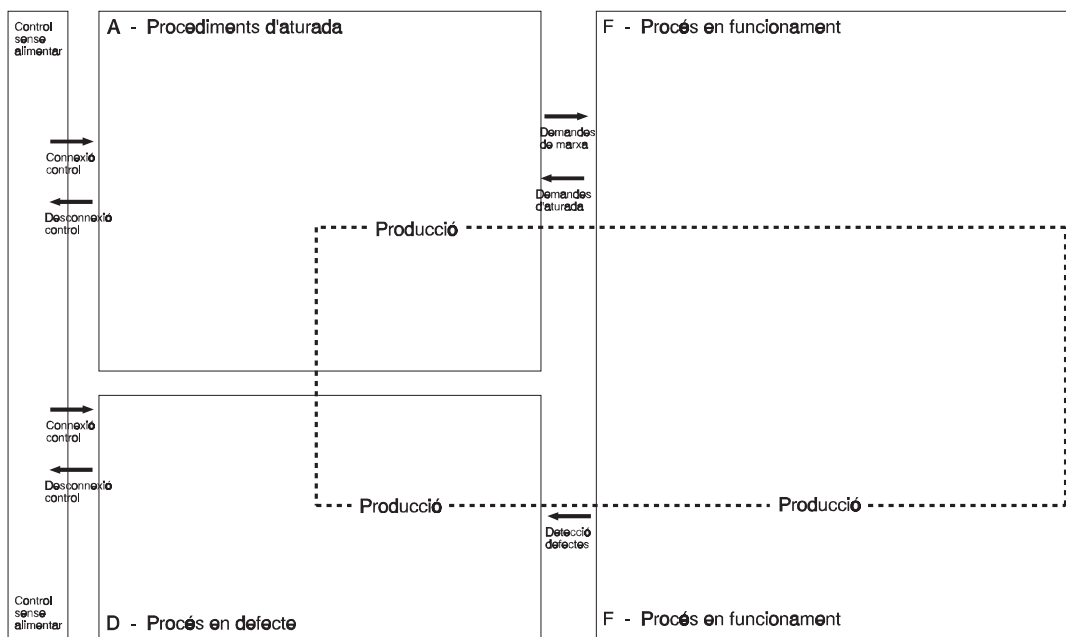 Control
sense
alimentar
A - Procediments d'aturada
F - Procés en funcionament
Demandes
de marxa
Connexió
control
Demandes
d'aturada
Desconnexió
control
Producció
Connexió
control
Desconnexió
control
Producció
Producció
Detecció
defectes
Control
sense
alimentar
D - Procés en defecte
F - Procés en funcionament